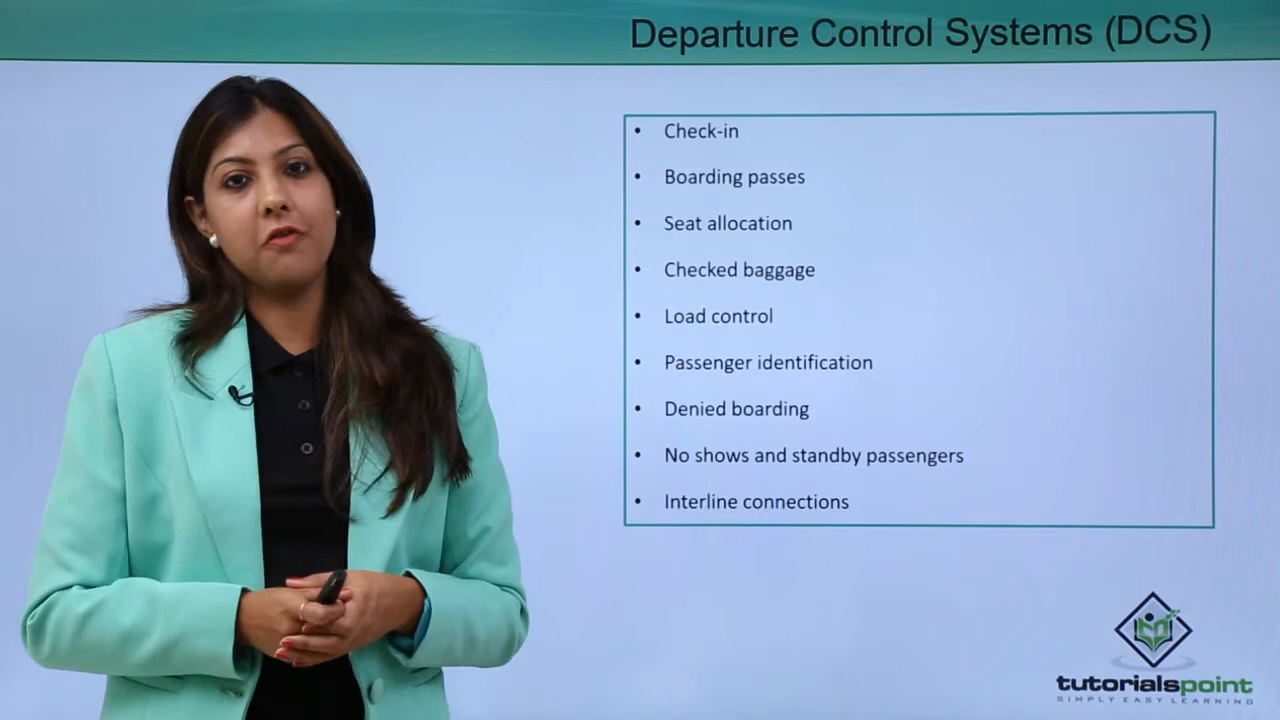 Departure Control Systems (DCS)
• Check-in
• Boarding passes
• Seat allocation
• Checked baggage
• Load control
• Passenger identification
• Denied boarding
• No shows and standby passengers
• Interline connections
tutorialspoint
SIMPLY EASY LEARNING